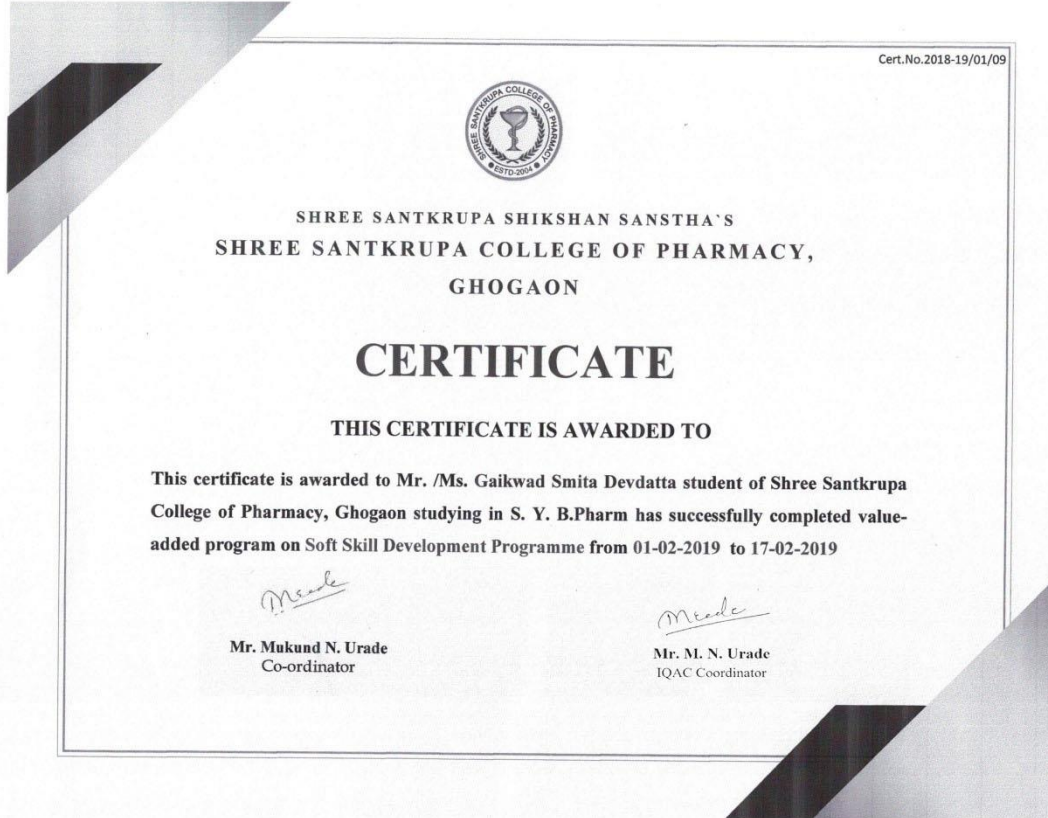 Cert.No.2018-19/01/09
SHREE SANTKRUPA COLLEGE OF PHARMACY
ESTD-2004
SHREE SANTKRUPA SHIKSHAN SANSTHA`S
SHREE SANTKRUPA COLLEGE OF PHARMACY,
GHOGAON
CERTIFICATE
THIS CERTIFICATE IS AWARDED TO
This certificate is awarded to Mr. /Ms. Gaikwad Smita Devdatta student of Shree Santkrupa
College of Pharmacy, Ghogaon studying in S. Y. B.Pharm has successfully completed value-
added program on Soft Skill Development Programme from 01-02-2019 to 17-02-2019
Mr. Mukund N. Urade
Co-ordinator
Mr. M. N. Urade
IQAC Coordinator